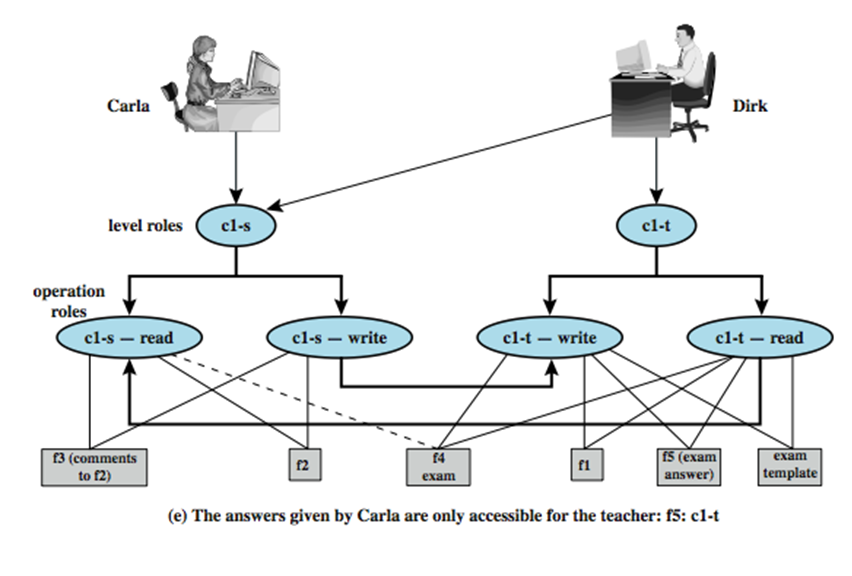 Carla
Dirk
level roles
c1-s
c1-t
operation
roles
c1-s — read
c1-s — write
c1-t — write
c1-t — read
f3 (comments
to f2)
f2
f4
exam
f1
f5 (exam
answer)
exam
template
(e) The answers given by Carla are only accessible for the teacher: f5: c1-t